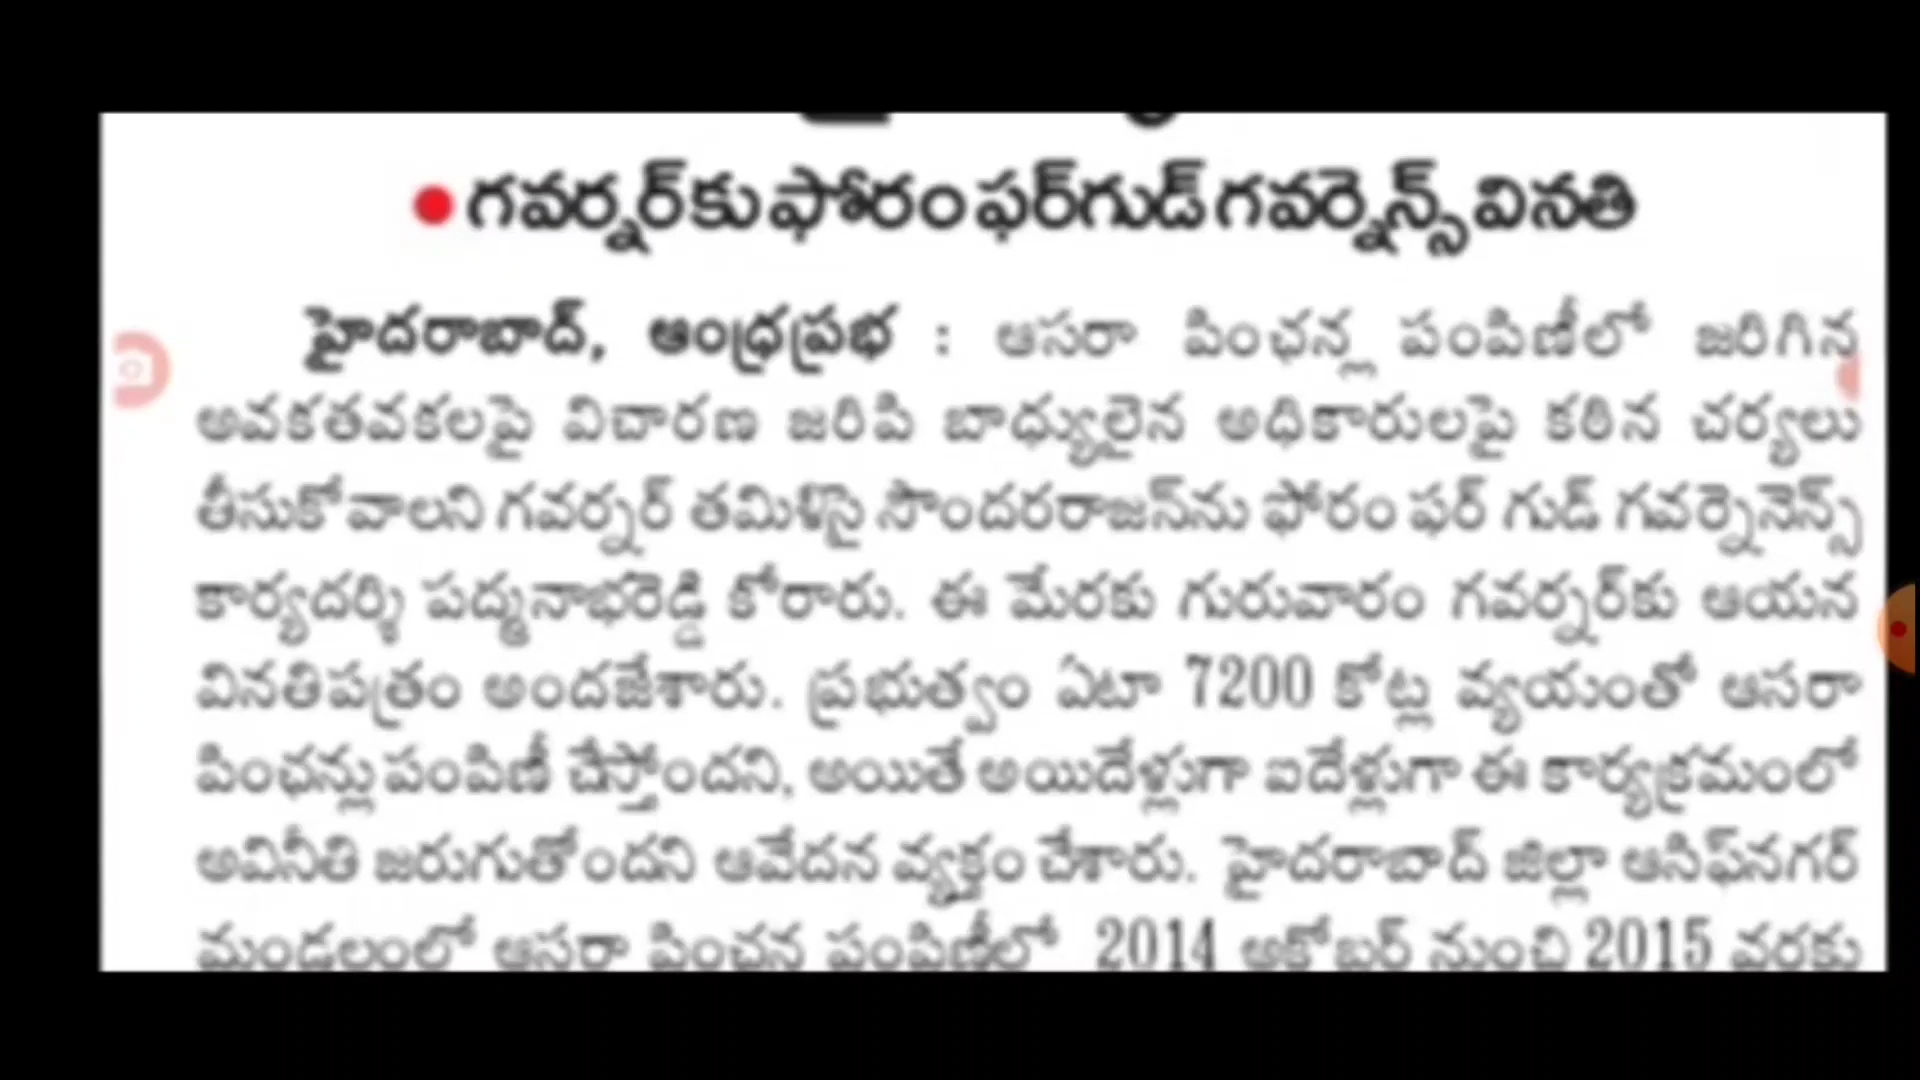 ● గవర్నర్‌కు ఫోరం ఫర్‌గుడ్ గవర్నెన్స్ వినతి
హైదరాబాద్, ఆంధ్రప్రభ : ఆసరా పింఛన్ల పంపిణీలో జరిగిన
అవకతవకలపై విచారణ జరిపి బాధ్యులైన అధికారులపై కఠిన చర్యలు
తీసుకోవాలని గవర్నర్ తమిళిసై సౌందరరాజన్‌ను ఫోరం ఫర్ గుడ్ గవర్నెనెన్స్
కార్యదర్శి పద్మనాభరెడ్డి కోరారు. ఈ మేరకు గురువారం గవర్నర్‌కు ఆయన
వినతిపత్రం అందజేశారు. ప్రభుత్వం ఏటా 7200 కోట్ల వ్యయంతో ఆసరా
పింఛన్లు పంపిణీ చేస్తోందని, అయితే అయిదేళ్లుగా ఐదేళ్లుగా ఈ కార్యక్రమంలో
అవినీతి జరుగుతోందని ఆవేదన వ్యక్తం చేశారు. హైదరాబాద్ జిల్లా ఆసిఫ్‌నగర్
మండలంలో ఆసరా పింఛన పంపిణీలో 2014 అకోబర్ నుంచి 2015 వరకు